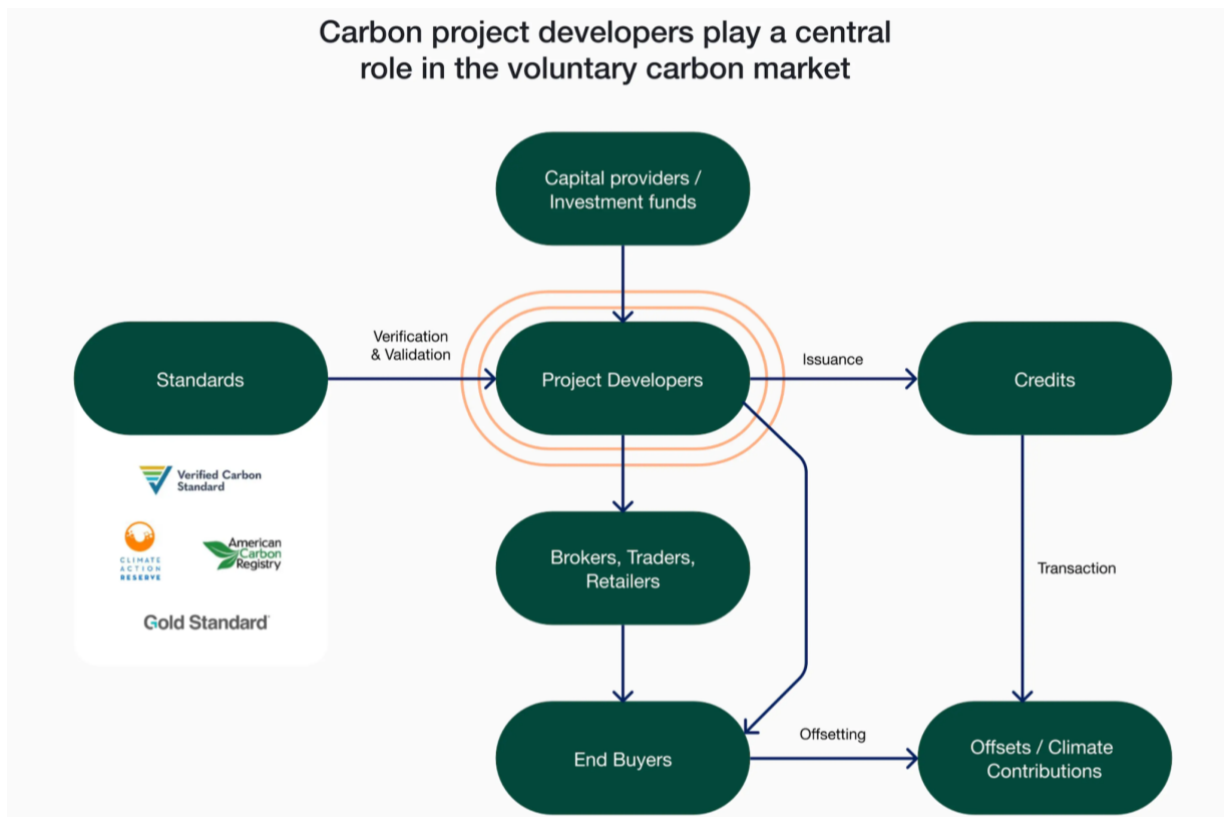 Carbon project developers play a central
role in the voluntary carbon market
Capital providers /
Investment funds
Verification
& Validation
Standards
Project Developers
Issuance
Credits
Verified Carbon
Standard
CLIMATE
ACTION
RESERVE
American
Carbon
Registry
Gold Standard
Brokers, Traders,
Retailers
Transaction
End Buyers
Offsetting
Offsets / Climate
Contributions